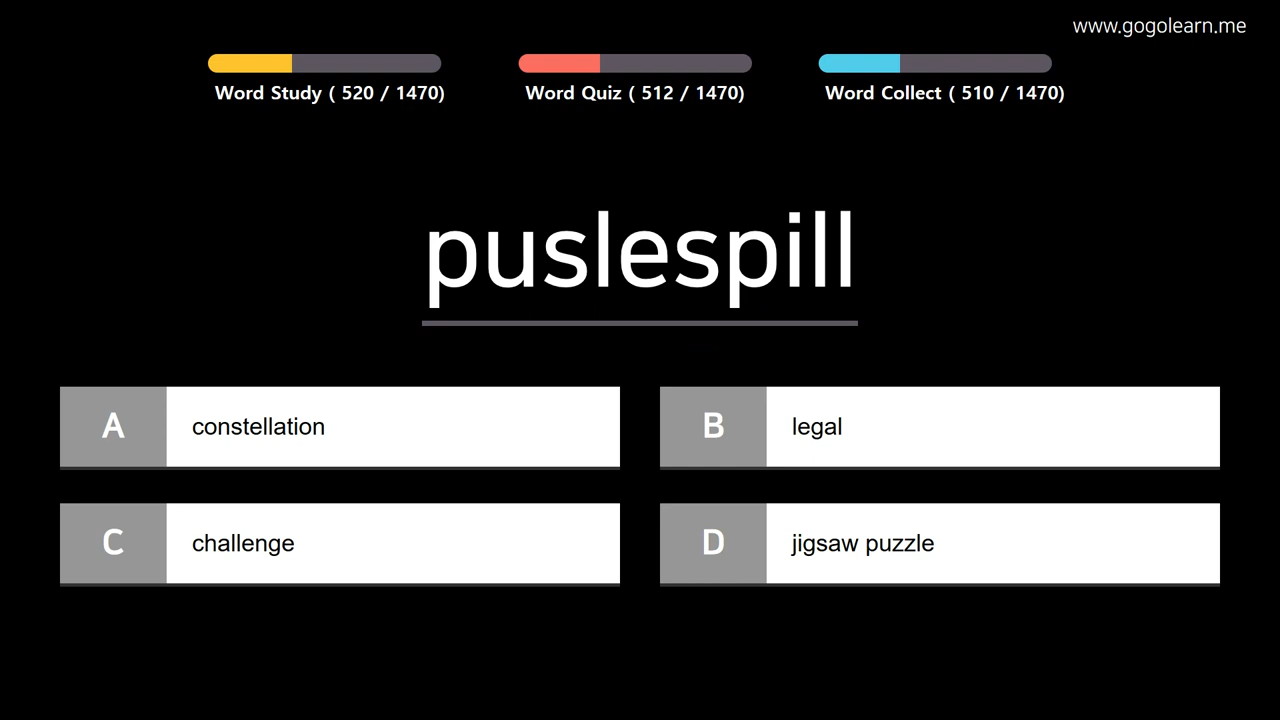 www.gogolearn.me
Word Study ( 520 / 1470)
Word Quiz ( 512 / 1470)
Word Collect ( 510 / 1470)
puslespill
A
constellation
B
legal
C
challenge
D
jigsaw puzzle